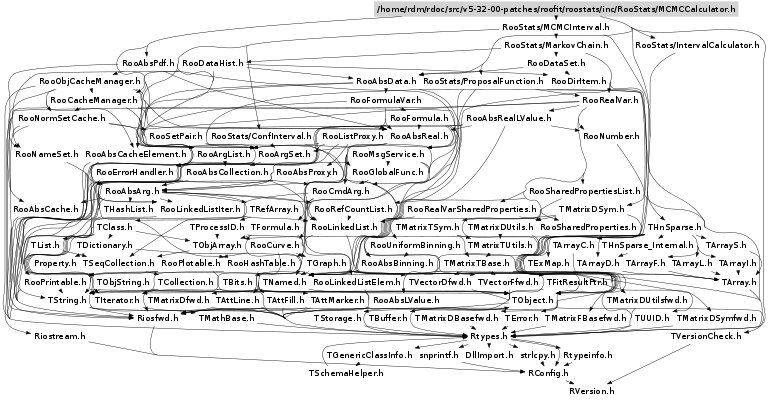 /home/rdm/rdoc/src/v5-32-00-patches/roofit/roostats/inc/RooStats/MCMCCalculator.h
RooStats/MCMCInterval.h
RooStats/MarkovChain.h RooStats/IntervalCalculator.h
RooAbsPdf.h RooDataHist.h RooDataSet.h
RooObjCacheManager.h RooAbsData.h RooStats/ProposalFunction.h RooDirItem.h
RooCacheManager.h RooFormulaVar.h RooRealVar.h
RooNormSetCache.h RooFormula.h RooAbsRealLValue.h
RooSetPair.h RooStats/ConfInterval.h RooListProxy.h RooAbsReal.h RooNumber.h
RooNameSet.h RooAbsCacheElement.h RooArgList.h RooArgSet.h RooMsgService.h
RooErrorHandler.h RooAbsCollection.h RooAbsProxy.h RooGlobalFunc.h
RooAbsArg.h RooCmdArg.h RooSharedPropertiesList.h
RooAbsCache.h THashList.h RooLinkedListIter.h TRefArray.h RooRefCountList.h RooRealVarSharedProperties.h TMatrixDSym.h
TClass.h TProcessID.h TFormula.h RooLinkedList.h TMatrixTSym.h TMatrixDUtils.h RooSharedProperties.h THnSparse.h
TList.h TDictionary.h TObjArray.h RooCurve.h RooUniformBinning.h TMatrixTUtils.h TArrayC.h THnSparse_Internal.h TArrayS.h
Property.h TSeqCollection.h RooPlotable.h RooHashTable.h TGraph.h RooAbsBinning.h TMatrixTBase.h TExMap.h TArrayD.h TArrayF.h TArrayL.h TArrayI.h
RooPrintable.h TObjString.h TCollection.h TBits.h TNamed.h RooLinkedListElem.h TVectorDfwd.h TVectorFfwd.h TFitResultPtr.h TArray.h
TString.h TIterator.h TMatrixDfwd.h TAttLine.h TAttFill.h TAttMarker.h RooAbsLValue.h TObject.h TMatrixDUtilsfwd.h
Riosfwd.h TMathBase.h TStorage.h TBuffer.h TMatrixDBasefwd.h TError.h TMatrixFBasefwd.h TUUID.h TMatrixDSymfwd.h
Riostream.h Rtypes.h TVersionCheck.h
TGenericClassInfo.h snprintf.h DllImport.h strlcpy.h Rtypeinfo.h
TSchemaHelper.h RConfig.h
RVersion.h